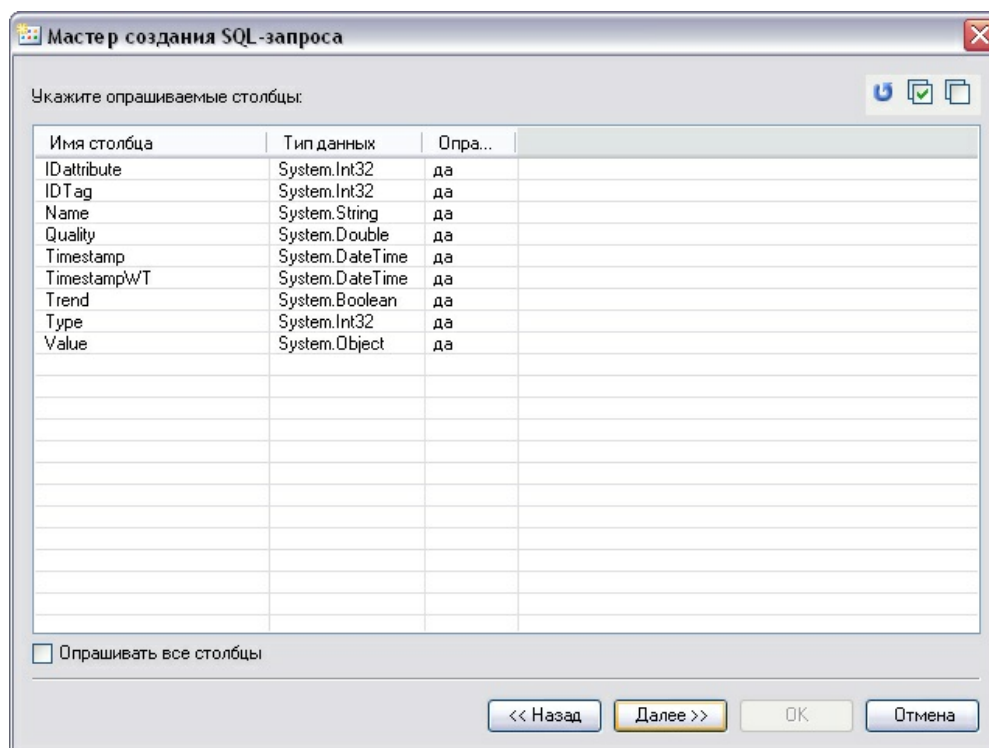 Мастер создания SQL-запроса
Укажите опрашиваемые столбцы:
Имя столбца Тип данных Опра...
IDattribute System.Int32 да
IDTag System.Int32 да
Name System.String да
Quality System.Double да
Timestamp System.DateTime да
TimestampWT System.DateTime да
Trend System.Boolean да
Type System.Int32 да
Value System.Object да
Опрашивать все столбцы
<< Назад Далее >> OK Отмена